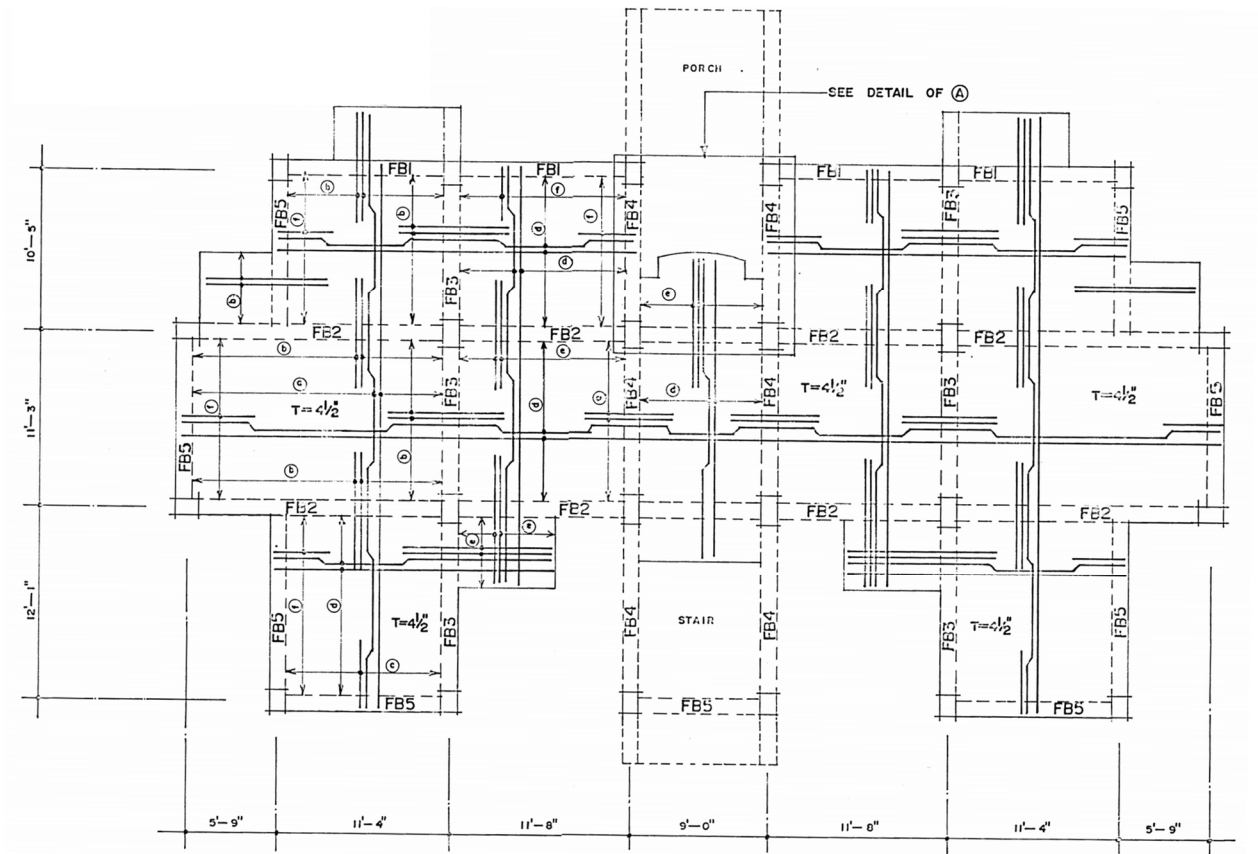 PORCH
SEE DETAIL OF Ⓐ
FB1
FB1
FB1
FB1
b
f
FB5
f
b
d
f
FB4
FB4
FB3
FB5
10'-5"
d
b
FB3
e
FB2
FB2
FB2
FB2
b
e
c
FB3
d
FB4
d
FB4
T=4½"
FB3
T=4½"
FB5
f
T=4½"
11'-3"
FB5
b
b
FB2
FB2
FB2
FB2
e
e
12'-1"
FB5
f
d
T=4½"
FB3
FB4
STAIR
FB4
FB3
T=4½"
FB5
c
FB5
FB5
FB5
5'-9"
11'-4"
11'-8"
9'-0"
11'-8"
11'-4"
5'-9"